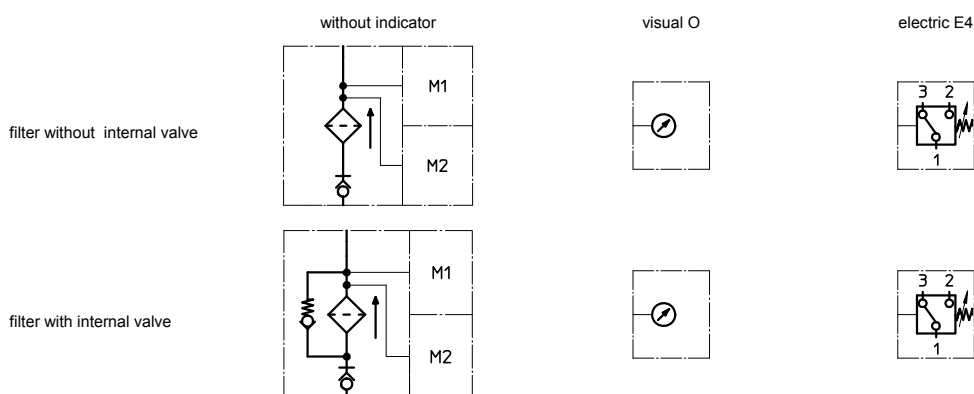 without indicator visual O electric E4
M1
3 2
filter without internal valve
M2
1
M1
3 2
filter with internal valve
M2
1